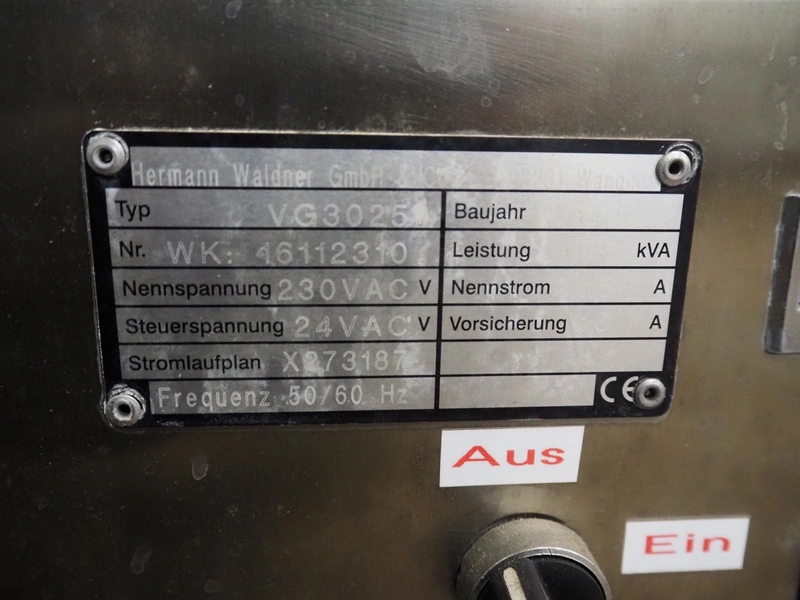 Hermann Waldner GmbH &
Typ VG3025 Baujahr
Nr. WK: 16112310 Leistung kVA
Nennspannung 230VAC V Nennstrom A
Steuerspannung 24VAC V Vorsicherung A
Stromlaufplan X273187
Frequenz 50/60 Hz CE
Aus
Ein